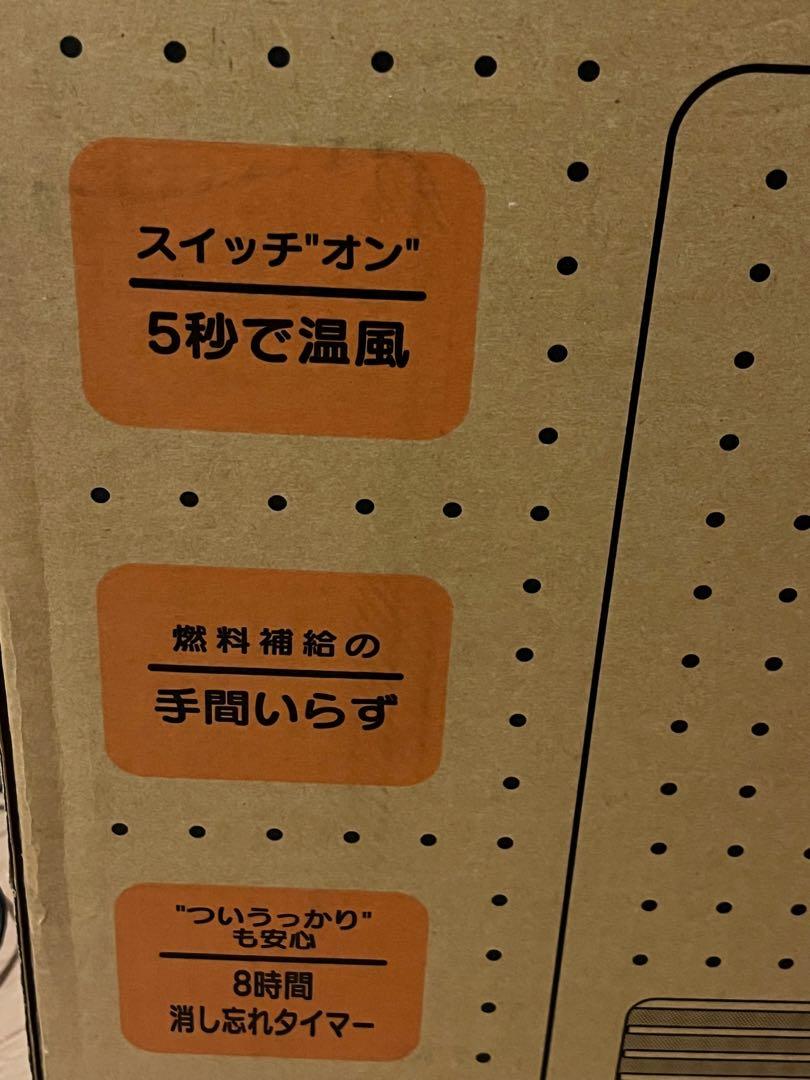 スイッチ"オン"
5秒で温風
燃料補給の
手間いらず
"ついうっかり"
も安心
8時間
消し忘れタイマー